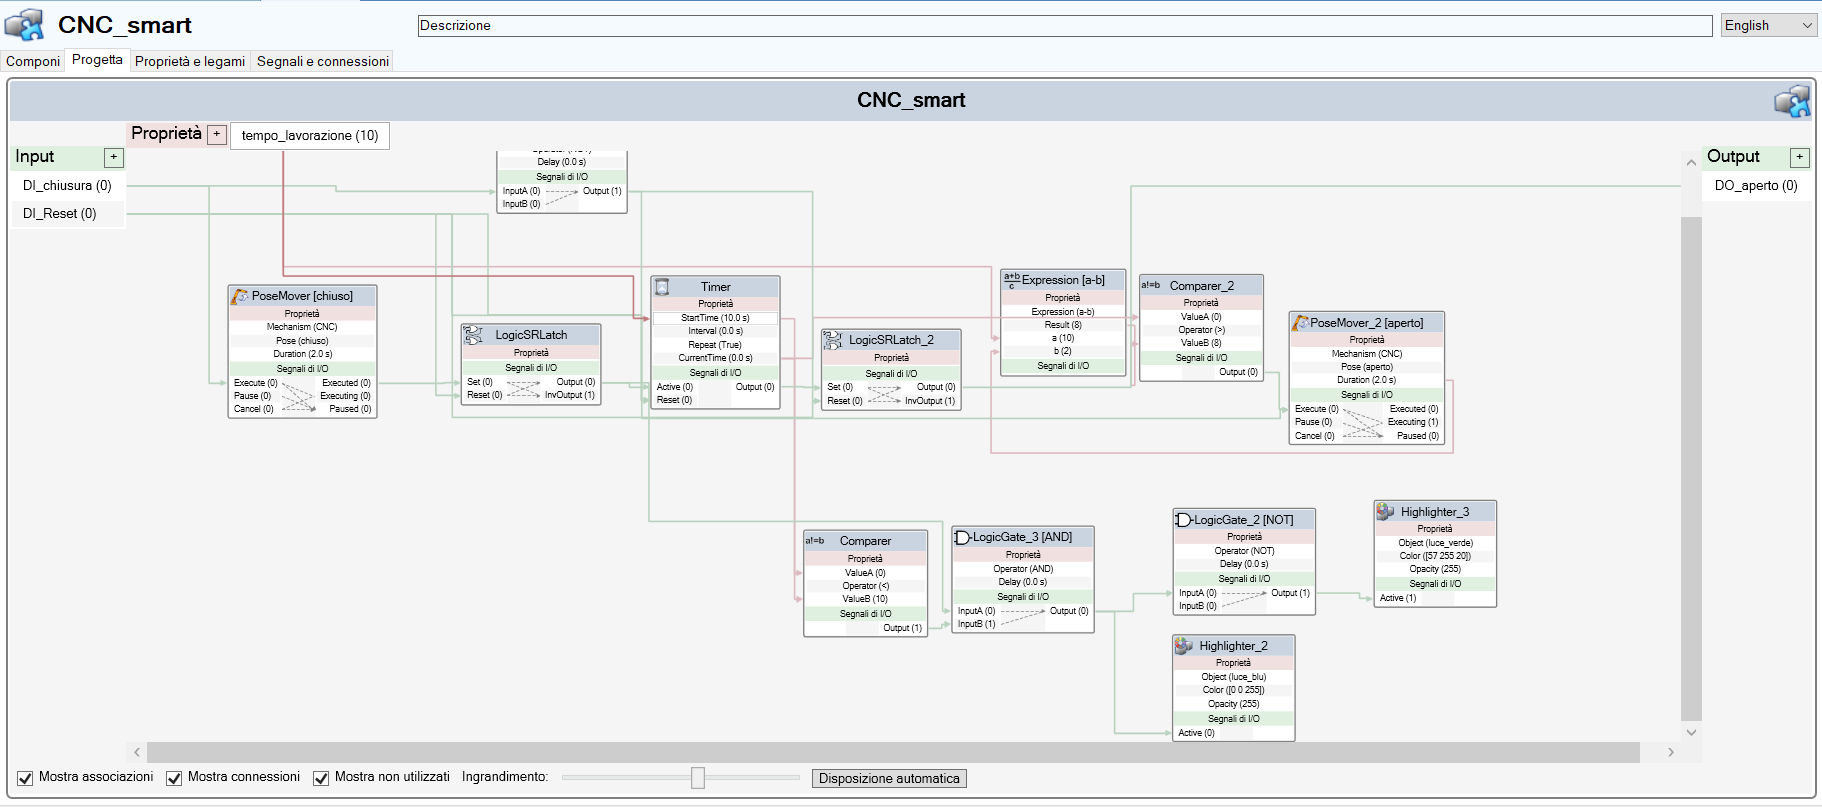 CNC_smart
Descrizione
English
Componi
Progetta
Proprietà e legami
Segnali e connessioni
CNC_smart
Proprietà
+
tempo_lavorazione (10)
Input
+
DI_chiusura (0)
DI_Reset (0)
Output
+
DO_aperto (0)
Delay (0.0 s)
Segnali di I/O
InputA (0) Output (1)
InputB (0)
PoseMover [chiuso]
Proprietà
Mechanism (CNC)
Pose (chiuso)
Duration (2.0 s)
Segnali di I/O
Execute (0) Executed (0)
Pause (0) Executing (0)
Cancel (0) Paused (0)
LogicSRLatch
Proprietà
Segnali di I/O
Set (0) Output (0)
Reset (0) InvOutput (1)
Timer
Proprietà
StartTime (10.0 s)
Interval (0.0 s)
Repeat (True)
CurrentTime (0.0 s)
Segnali di I/O
Active (0) Output (0)
Reset (0)
LogicSRLatch_2
Proprietà
Segnali di I/O
Set (0) Output (0)
Reset (0) InvOutput (1)
a+b
c
Expression [a-b]
Proprietà
Expression (a-b)
Result (8)
a (10)
b (2)
Segnali di I/O
a!=b
Comparer_2
Proprietà
ValueA (0)
Operator (>)
ValueB (8)
Segnali di I/O
Output (0)
PoseMover_2 [aperto]
Proprietà
Mechanism (CNC)
Pose (aperto)
Duration (2.0 s)
Segnali di I/O
Execute (0) Executed (0)
Pause (0) Executing (1)
Cancel (0) Paused (0)
a!=b
Comparer
Proprietà
ValueA (0)
Operator (<)
ValueB (10)
Segnali di I/O
Output (1)
LogicGate_3 [AND]
Proprietà
Operator (AND)
Delay (0.0 s)
Segnali di I/O
InputA (0) Output (0)
InputB (1)
LogicGate_2 [NOT]
Proprietà
Operator (NOT)
Delay (0.0 s)
Segnali di I/O
InputA (0) Output (1)
InputB (0)
Highlighter_3
Proprietà
Object (luce_verde)
Color ([57 255 20])
Opacity (255)
Segnali di I/O
Active (1)
Highlighter_2
Proprietà
Object (luce_blu)
Color ([0 0 255])
Opacity (255)
Segnali di I/O
Active (0)
Mostra associazioni
Mostra connessioni
Mostra non utilizzati
Ingrandimento:
Disposizione automatica